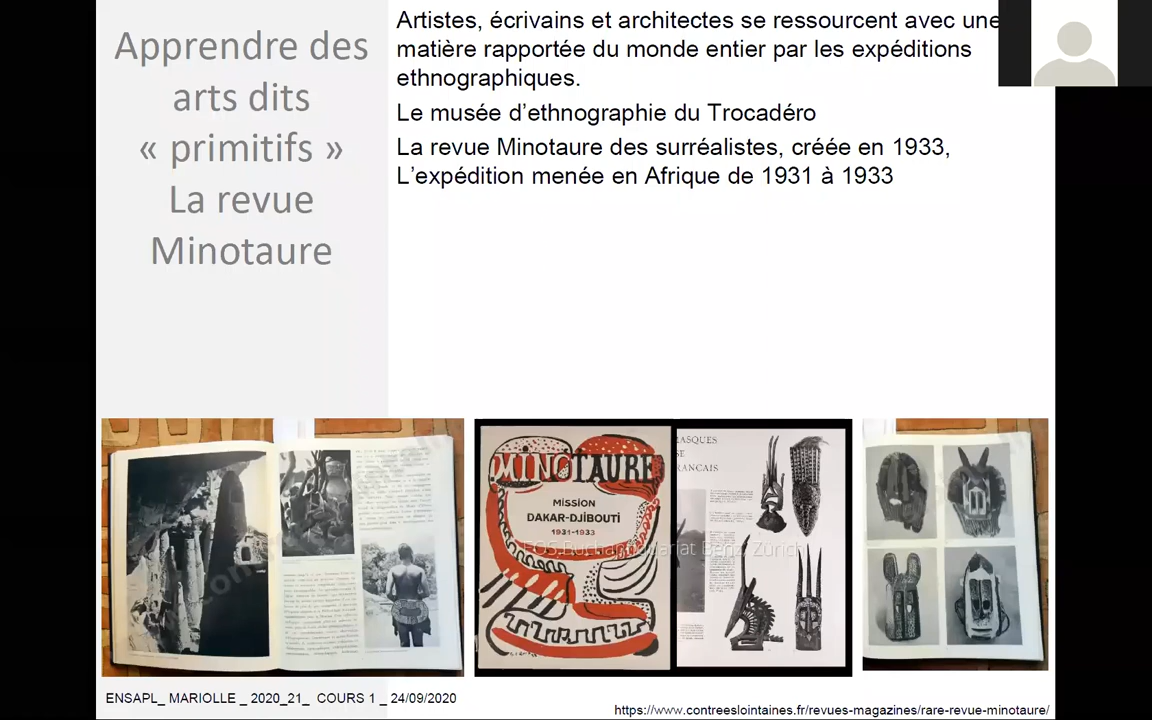 Apprendre des
arts dits
« primitifs »
La revue
Minotaure
Artistes, écrivains et architectes se ressourcent avec une
matière rapportée du monde entier par les expéditions
ethnographiques.
Le musée d’ethnographie du Trocadéro
La revue Minotaure des surréalistes, créée en 1933,
L’expédition menée en Afrique de 1931 à 1933
MINOTAURE
MISSION
DAKAR-DJIBOUTI
1931-1933
ENSAPL_ MARIOLLE _ 2020_21_ COURS 1 _ 24/09/2020
https://www.contreeslointaines.fr/revues-magazines/rare-revue-minotaure/